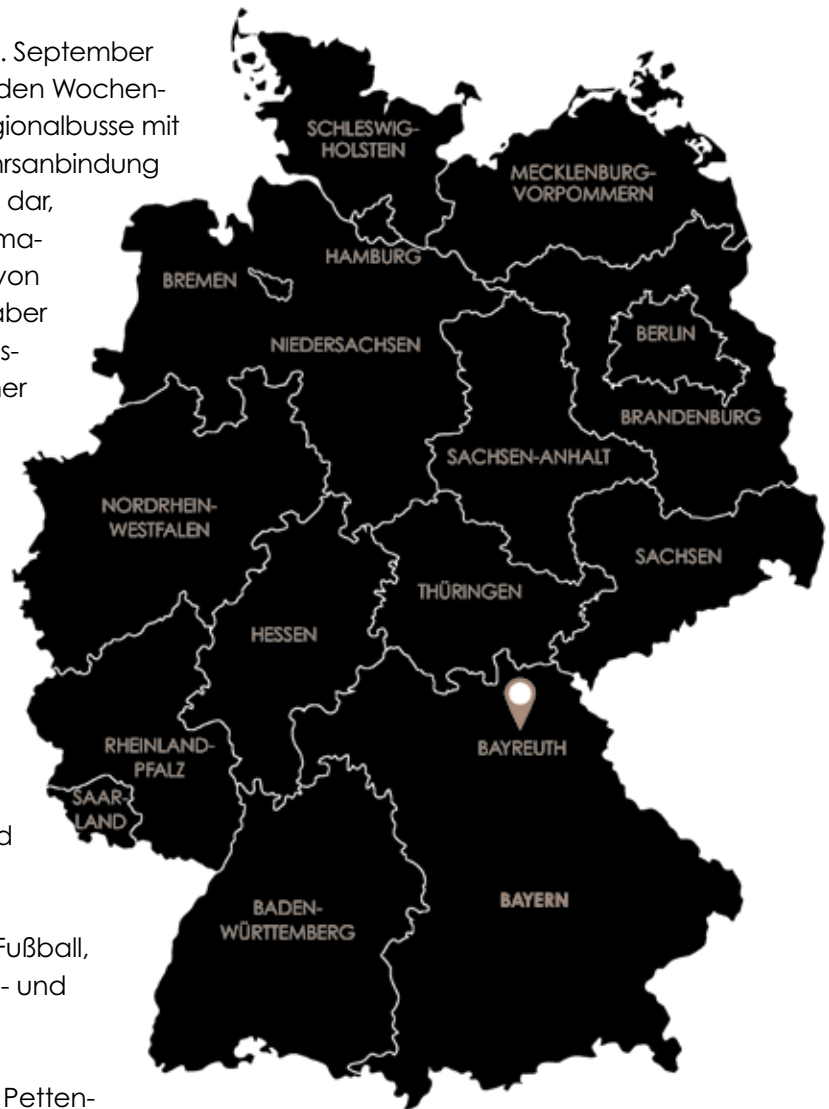 . September
den Wochen-
gionalbusse mit
hrsanbindung
dar,
ma-
von
aber
s-
ner
d
Fußball,
- und
Petten-
SCHLESWIG-
HOLSTEIN
MECKLENBURG-
VORPOMMERN
HAMBURG
BREMEN
NIEDERSACHSEN
BERLIN
BRANDENBURG
SACHSEN-ANHALT
NORDRHEIN-
WESTFALEN
SACHSEN
THÜRINGEN
HESSEN
BAYREUTH
RHEINLAND-
PFALZ
SAAR-
LAND
BADEN-
WÜRTTEMBERG
BAYERN